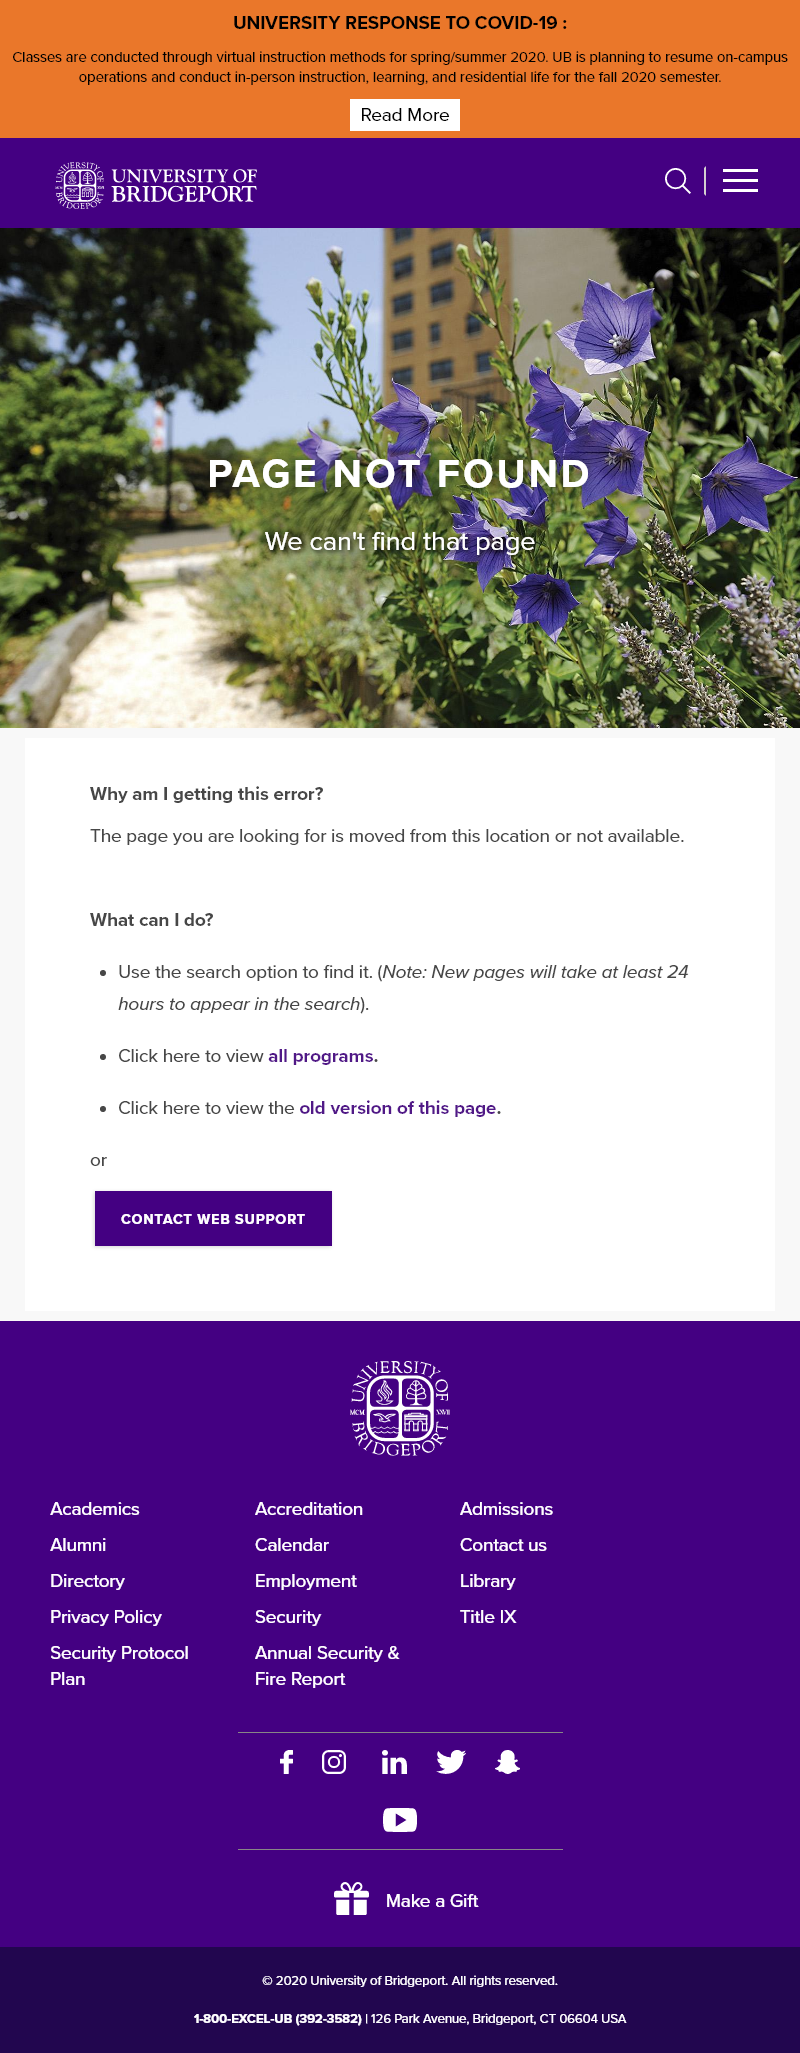 UNIVERSITY RESPONSE TO COVID-19 :
Classes are conducted through virtual instruction methods for spring/summer 2020. UB is planning to resume on-campus
operations and conduct in-person instruction, learning, and residential life for the fall 2020 semester.
Read More
UNIVERSITY OF
BRIDGEPORT
PAGE NOT FOUND
We can't find that page
Why am I getting this error?
The page you are looking for is moved from this location or not available.
What can I do?
Use the search option to find it. (Note: New pages will take at least 24
hours to appear in the search).
Click here to view all programs.
Click here to view the old version of this page.
or
CONTACT WEB SUPPORT
UNIVERSITY OF
MCM XXVII
BRIDGEPORT
Academics Accreditation Admissions
Alumni Calendar Contact us
Directory Employment Library
Privacy Policy Security Title IX
Security Protocol Annual Security &
Plan Fire Report
Make a Gift
© 2020 University of Bridgeport. All rights reserved.
1-800-EXCEL-UB (392-3582) | 126 Park Avenue, Bridgeport, CT 06604 USA